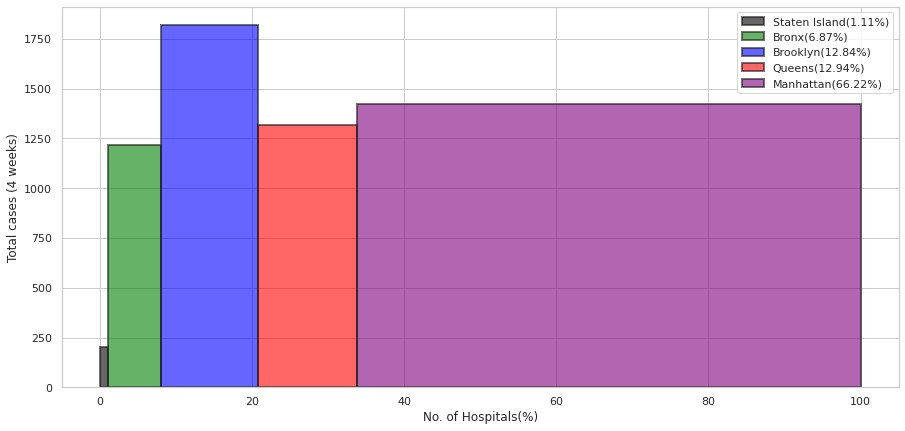 Staten Island(1.11%)
Bronx(6.87%)
Brooklyn(12.84%)
Queens(12.94%)
Manhattan(66.22%)
Total cases (4 weeks)
1750
1500
1250
1000
750
500
250
0
0 20 40 60 80 100
No. of Hospitals(%)